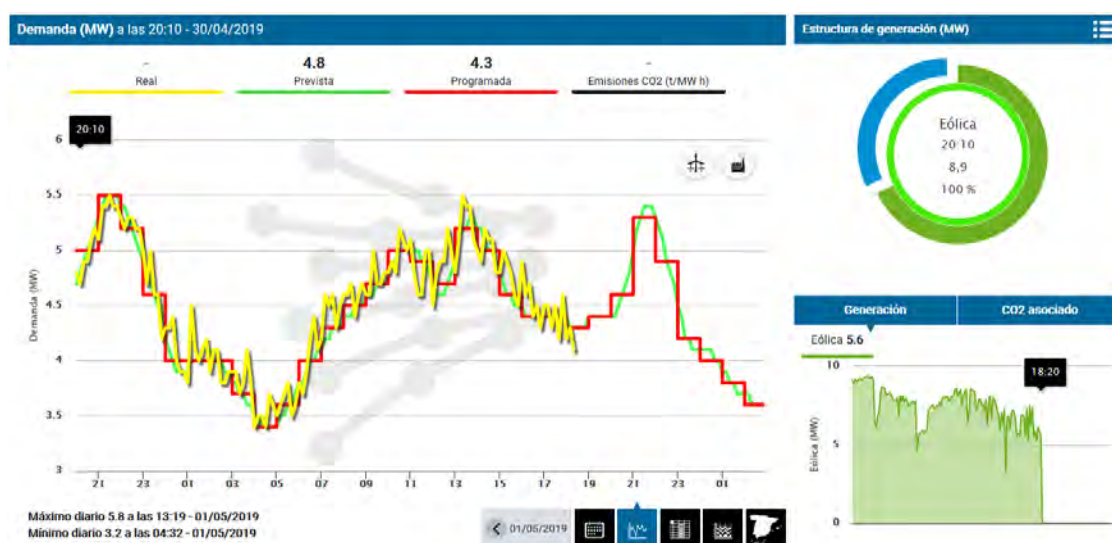 Demanda (MW) a las 20:10 - 30/04/2019
- 4.8 4.3 -
Real Prevista Programada Emisiones CO2 (t/MW h)
20:10
6
5.5
5
4.5
4
3.5
3
Demanda (MW)
21 23 01 03 05 07 09 11 13 15 17 19 21 23 01
Máximo diario 5.8 a las 13:19 - 01/05/2019
Mínimo diario 3.2 a las 04:32 - 01/05/2019
01/05/2019
Estructura de generación (MW)
Eólica
20:10
8,9
100 %
Generación CO2 asociado
Eólica 5.6
18:20
10
5
0
Eólica (MW)